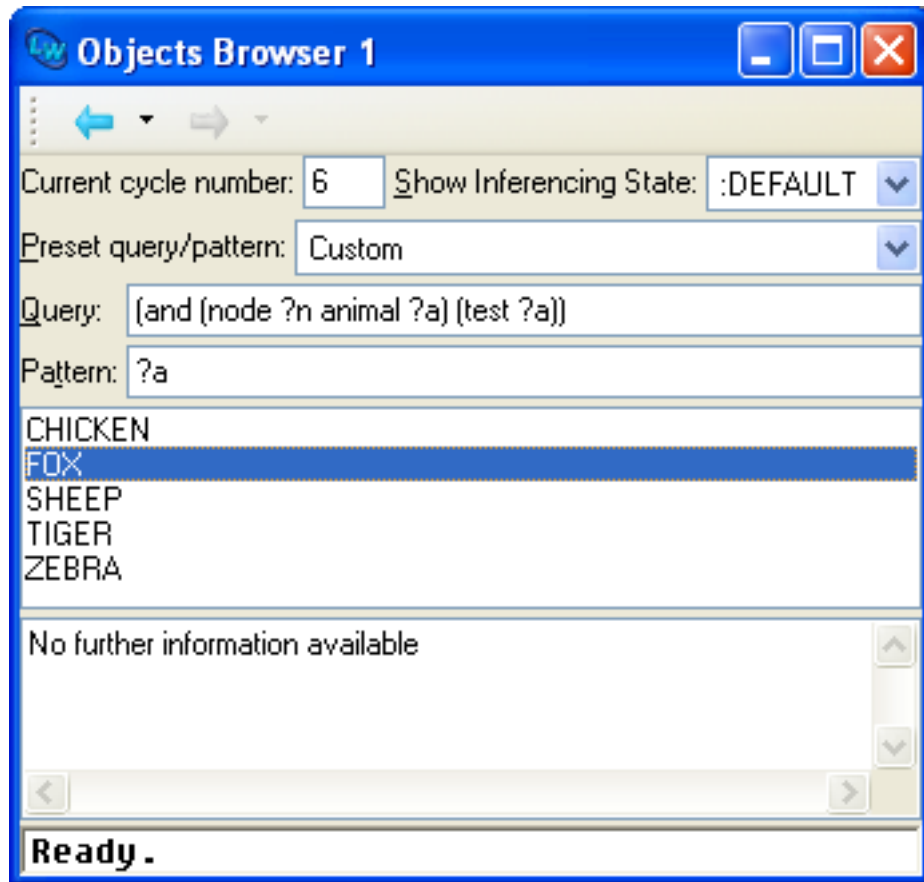 LW Objects Browser 1
Current cycle number: 6 Show Inferencing State: :DEFAULT
Preset query/pattern: Custom
Query: (and (node ?n animal ?a) (test ?a))
Pattern: ?a
CHICKEN
FOX
SHEEP
TIGER
ZEBRA
No further information available
Ready.